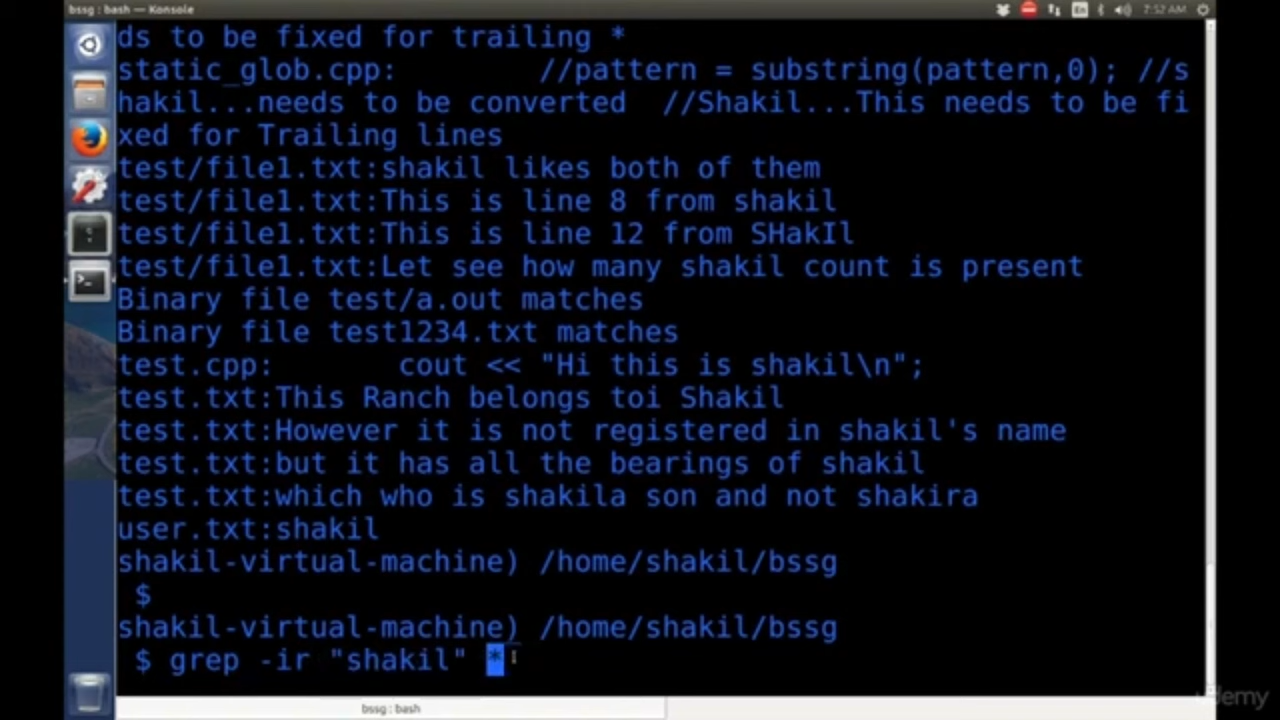 bssg : bash — Konsole
En
7:52 AM
ds to be fixed for trailing *
static_glob.cpp:        //pattern = substring(pattern,0); //s
hakil...needs to be converted  //Shakil...This needs to be fi
xed for Trailing lines
test/file1.txt:shakil likes both of them
test/file1.txt:This is line 8 from shakil
test/file1.txt:This is line 12 from SHakIl
test/file1.txt:Let see how many shakil count is present
Binary file test/a.out matches
Binary file test1234.txt matches
test.cpp:        cout << "Hi this is shakil\n";
test.txt:This Ranch belongs toi Shakil
test.txt:However it is not registered in shakil's name
test.txt:but it has all the bearings of shakil
test.txt:which who is shakila son and not shakira
user.txt:shakil
shakil-virtual-machine) /home/shakil/bssg
$
shakil-virtual-machine) /home/shakil/bssg
$ grep -ir "shakil" *
bssg : bash
udemy